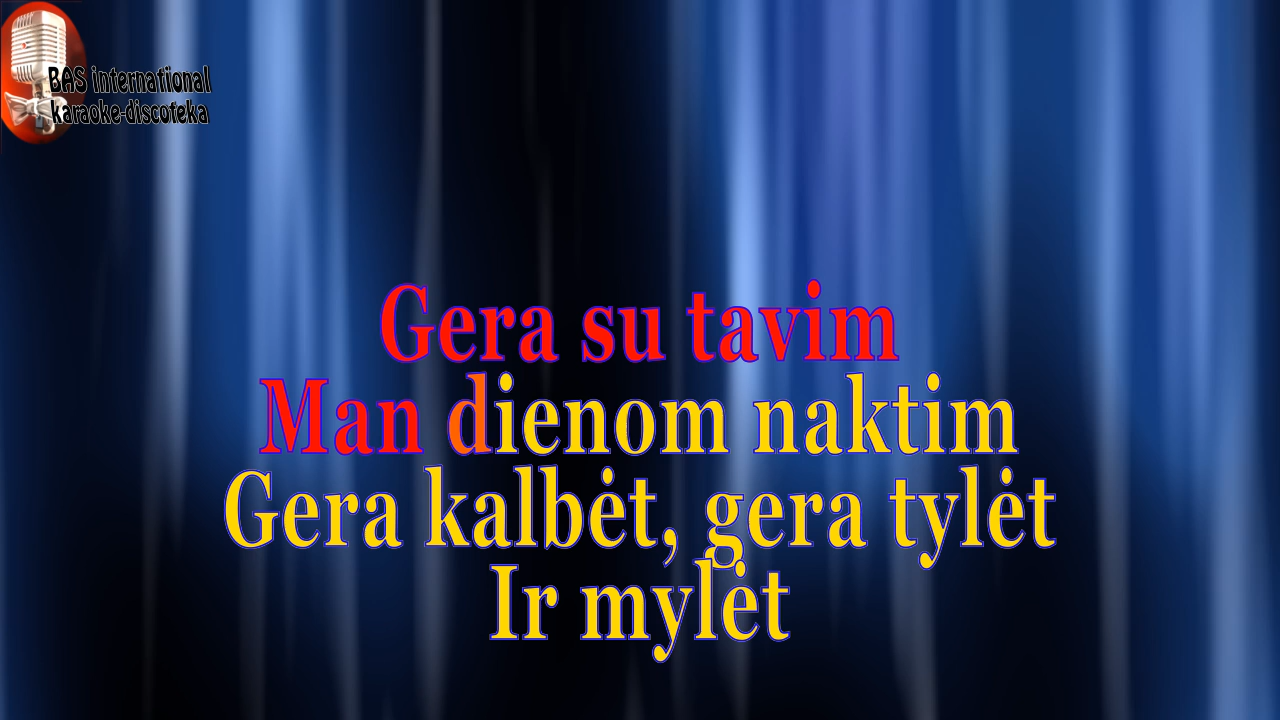 BAS international
karaoke-discoteka
Gera su tavim
Man dienom naktim
Gera kalbėt, gera tylėt
Ir mylėt